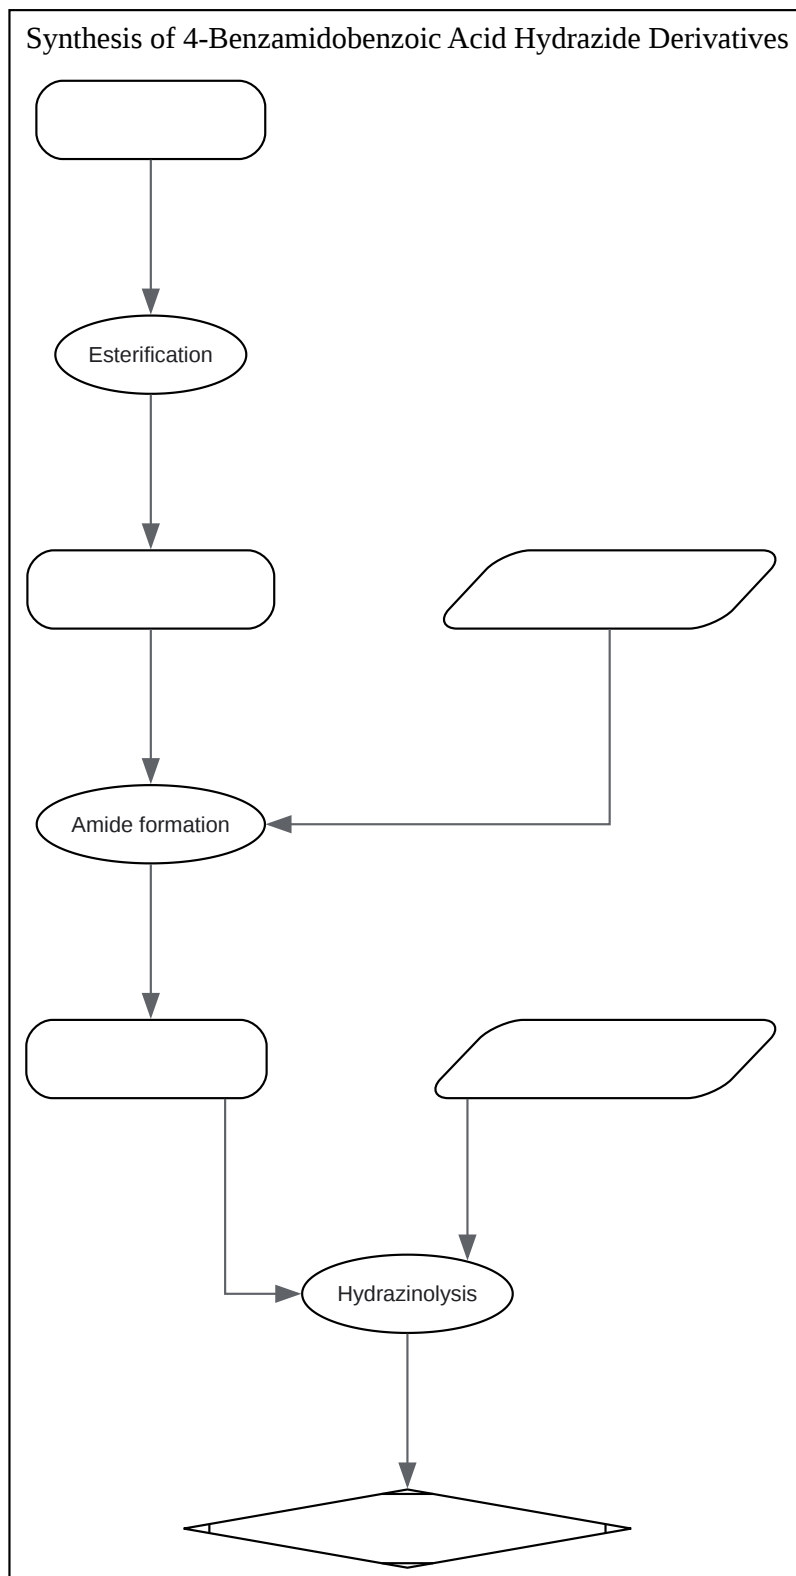 Synthesis of 4-Benzamidobenzoic Acid Hydrazide Derivatives
Esterification
Amide formation
Hydrazinolysis